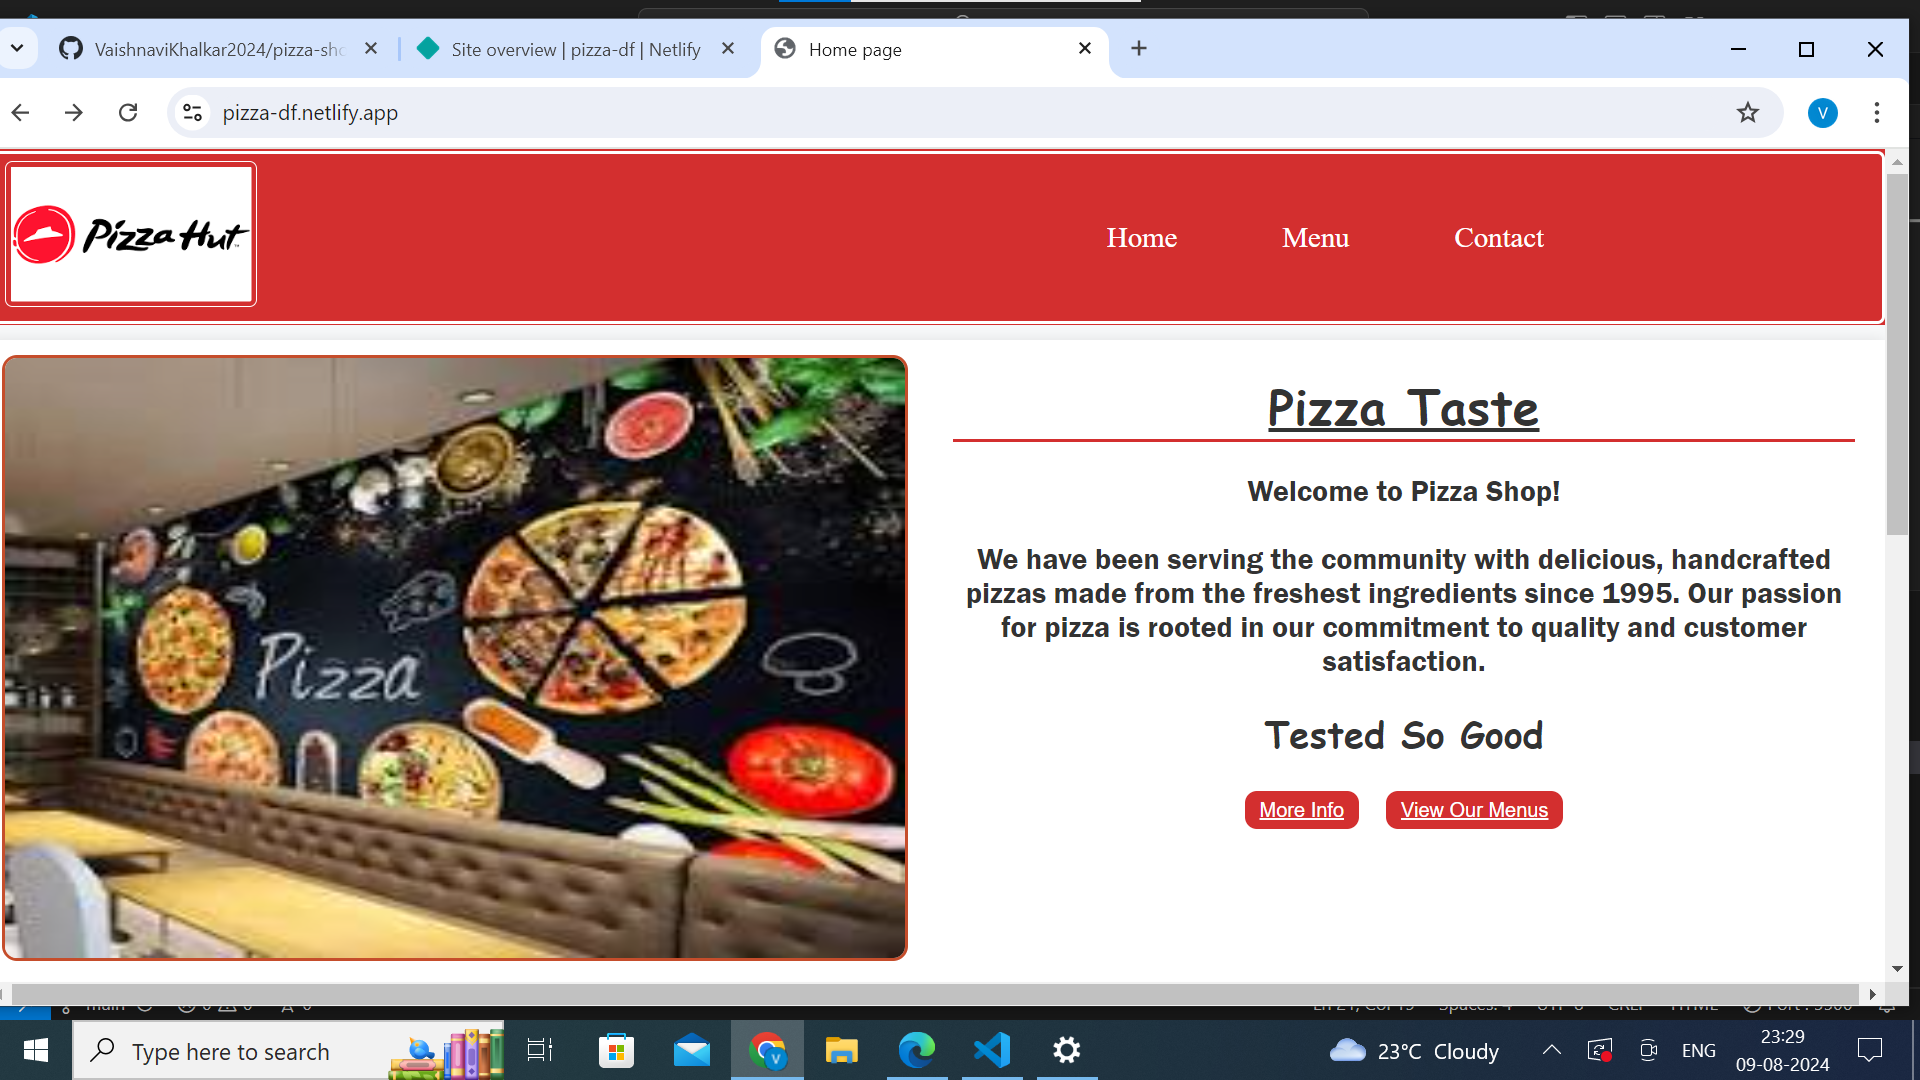 VaishnaviKhalkar2024/pizza-sho
Site overview | pizza-df | Netlify
Home page
pizza-df.netlify.app
V
Pizza Hut
Home
Menu
Contact
Pizza
Pizza Taste
Welcome to Pizza Shop!
We have been serving the community with delicious, handcrafted
pizzas made from the freshest ingredients since 1995. Our passion
for pizza is rooted in our commitment to quality and customer
satisfaction.
Tested So Good
More Info
View Our Menus
Type here to search
V
23°C Cloudy
ENG
23:29
09-08-2024